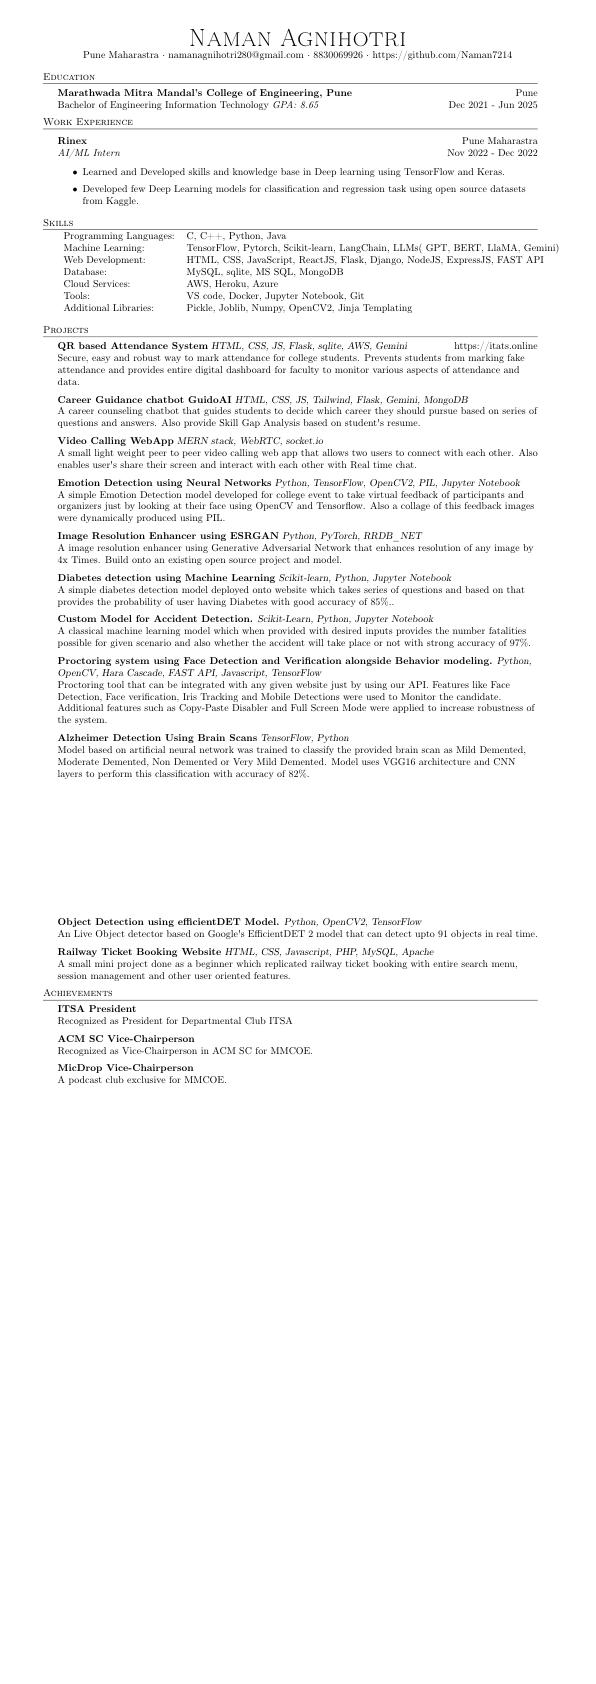 Naman Agnihotri
Pune Maharastra · namanagnihotri280@gmail.com · 8830069926 · https://github.com/Naman7214
Education
Marathwada Mitra Mandal's College of Engineering, Pune Pune
Bachelor of Engineering Information Technology GPA: 8.65 Dec 2021 - Jun 2025
Work Experience
Rinex Pune Maharastra
AI/ML Intern Nov 2022 - Dec 2022
• Learned and Developed skills and knowledge base in Deep learning using TensorFlow and Keras.
• Developed few Deep Learning models for classification and regression task using open source datasets
from Kaggle.
Skills
Programming Languages: C, C++, Python, Java
Machine Learning: TensorFlow, Pytorch, Scikit-learn, LangChain, LLMs( GPT, BERT, LlaMA, Gemini)
Web Development: HTML, CSS, JavaScript, ReactJS, Flask, Django, NodeJS, ExpressJS, FAST API
Database: MySQL, sqlite, MS SQL, MongoDB
Cloud Services: AWS, Heroku, Azure
Tools: VS code, Docker, Jupyter Notebook, Git
Additional Libraries: Pickle, Joblib, Numpy, OpenCV2, Jinja Templating
Projects
QR based Attendance System HTML, CSS, JS, Flask, sqlite, AWS, Gemini https://itats.online
Secure, easy and robust way to mark attendance for college students. Prevents students from marking fake
attendance and provides entire digital dashboard for faculty to monitor various aspects of attendance and
data.
Career Guidance chatbot GuidoAI HTML, CSS, JS, Tailwind, Flask, Gemini, MongoDB
A career counseling chatbot that guides students to decide which career they should pursue based on series of
questions and answers. Also provide Skill Gap Analysis based on student's resume.
Video Calling WebApp MERN stack, WebRTC, socket.io
A small light weight peer to peer video calling web app that allows two users to connect with each other. Also
enables user's share their screen and interact with each other with Real time chat.
Emotion Detection using Neural Networks Python, TensorFlow, OpenCV2, PIL, Jupyter Notebook
A simple Emotion Detection model developed for college event to take virtual feedback of participants and
organizers just by looking at their face using OpenCV and Tensorflow. Also a collage of this feedback images
were dynamically produced using PIL.
Image Resolution Enhancer using ESRGAN Python, PyTorch, RRDB_NET
A image resolution enhancer using Generative Adversarial Network that enhances resolution of any image by
4x Times. Build onto an existing open source project and model.
Diabetes detection using Machine Learning Scikit-learn, Python, Jupyter Notebook
A simple diabetes detection model deployed onto website which takes series of questions and based on that
provides the probability of user having Diabetes with good accuracy of 85%..
Custom Model for Accident Detection. Scikit-Learn, Python, Jupyter Notebook
A classical machine learning model which when provided with desired inputs provides the number fatalities
possible for given scenario and also whether the accident will take place or not with strong accuracy of 97%.
Proctoring system using Face Detection and Verification alongside Behavior modeling. Python,
OpenCV, Hara Cascade, FAST API, Javascript, TensorFlow
Proctoring tool that can be integrated with any given website just by using our API. Features like Face
Detection, Face verification, Iris Tracking and Mobile Detections were used to Monitor the candidate.
Additional features such as Copy-Paste Disabler and Full Screen Mode were applied to increase robustness of
the system.
Alzheimer Detection Using Brain Scans TensorFlow, Python
Model based on artificial neural network was trained to classify the provided brain scan as Mild Demented,
Moderate Demented, Non Demented or Very Mild Demented. Model uses VGG16 architecture and CNN
layers to perform this classification with accuracy of 82%.
Object Detection using efficientDET Model. Python, OpenCV2, TensorFlow
An Live Object detector based on Google's EfficientDET 2 model that can detect upto 91 objects in real time.
Railway Ticket Booking Website HTML, CSS, Javascript, PHP, MySQL, Apache
A small mini project done as a beginner which replicated railway ticket booking with entire search menu,
session management and other user oriented features.
Achievements
ITSA President
Recognized as President for Departmental Club ITSA
ACM SC Vice-Chairperson
Recognized as Vice-Chairperson in ACM SC for MMCOE.
MicDrop Vice-Chairperson
A podcast club exclusive for MMCOE.